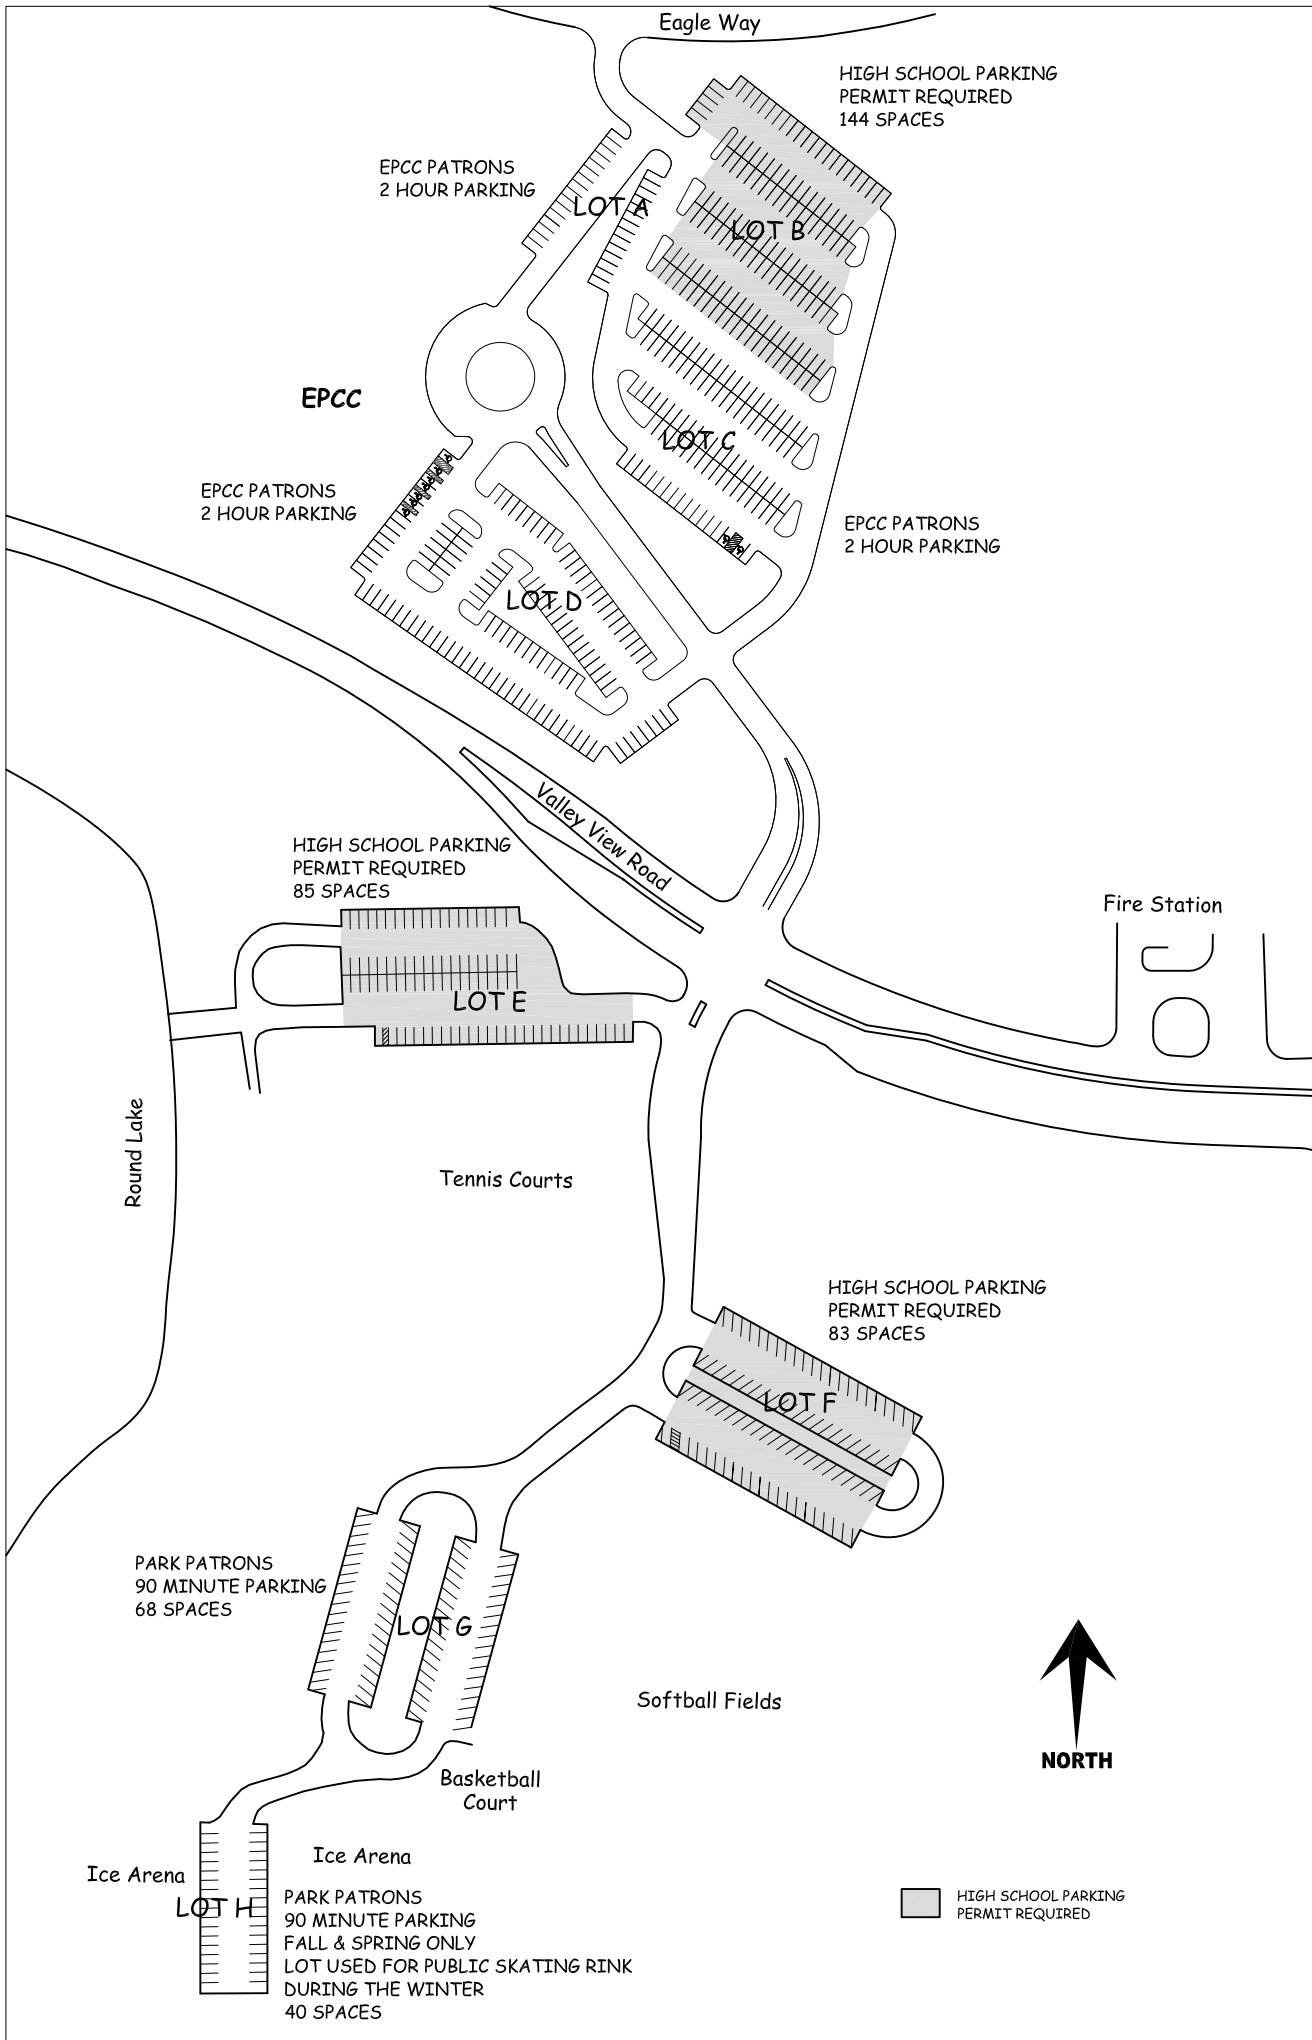 Eagle Way
HIGH SCHOOL PARKING
PERMIT REQUIRED
144 SPACES
EPCC PATRONS
2 HOUR PARKING
LOT A
LOT B
EPCC
LOT C
EPCC PATRONS
2 HOUR PARKING
EPCC PATRONS
2 HOUR PARKING
LOT D
Valley View Road
HIGH SCHOOL PARKING
PERMIT REQUIRED
85 SPACES
Fire Station
LOT E
Round Lake
Tennis Courts
HIGH SCHOOL PARKING
PERMIT REQUIRED
83 SPACES
LOT F
PARK PATRONS
90 MINUTE PARKING
68 SPACES
LOT G
Softball Fields
NORTH
Basketball
Court
Ice Arena
Ice Arena
LOT H
PARK PATRONS
90 MINUTE PARKING
FALL & SPRING ONLY
LOT USED FOR PUBLIC SKATING RINK
DURING THE WINTER
40 SPACES
HIGH SCHOOL PARKING
PERMIT REQUIRED